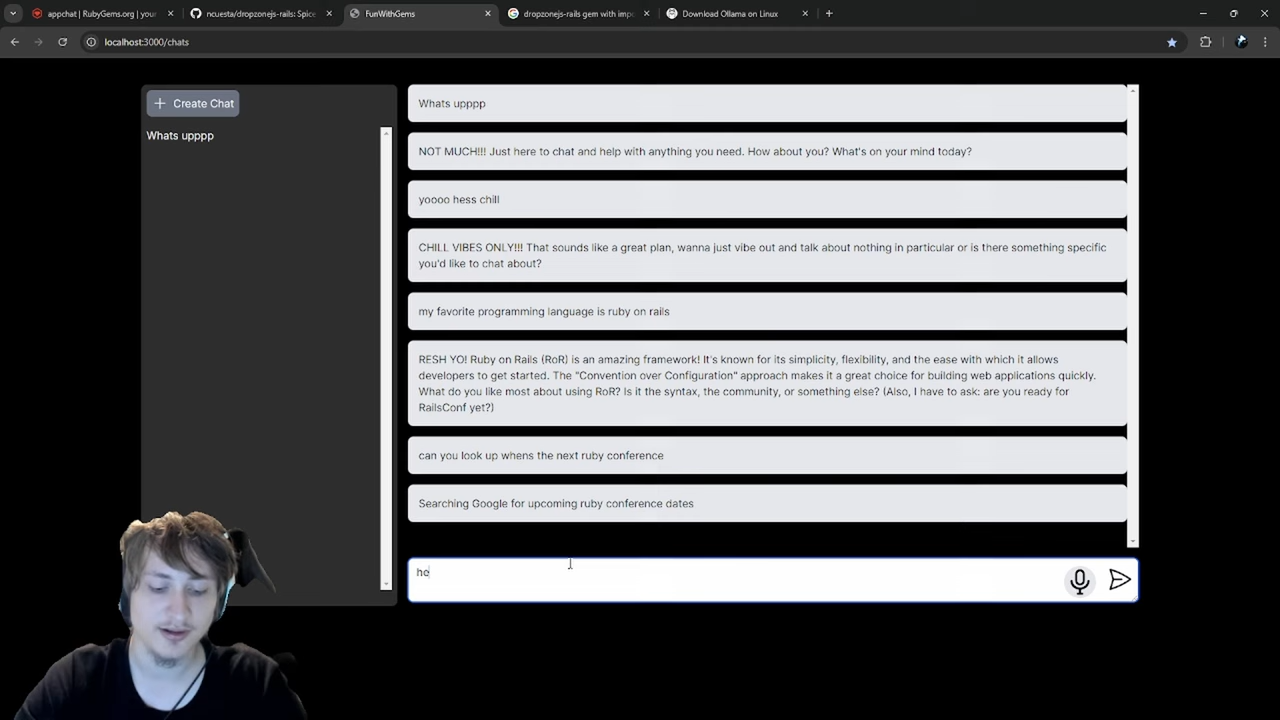 appchat | RubyGems.org | your
ncuesta/dropzonejs-rails: Spice
FunWithGems
dropzonejs-rails gem with impo
Download Ollama on Linux
localhost:3000/chats
Create Chat
Whats upppp
Whats upppp
NOT MUCH!!! Just here to chat and help with anything you need. How about you? What's on your mind today?
yoooo hess chill
CHILL VIBES ONLY!!! That sounds like a great plan, wanna just vibe out and talk about nothing in particular or is there something specific
you'd like to chat about?
my favorite programming language is ruby on rails
RESH YO! Ruby on Rails (RoR) is an amazing framework! It's known for its simplicity, flexibility, and the ease with which it allows
developers to get started. The "Convention over Configuration" approach makes it a great choice for building web applications quickly.
What do you like most about using RoR? Is it the syntax, the community, or something else? (Also, I have to ask: are you ready for
RailsConf yet?)
can you look up whens the next ruby conference
Searching Google for upcoming ruby conference dates
he